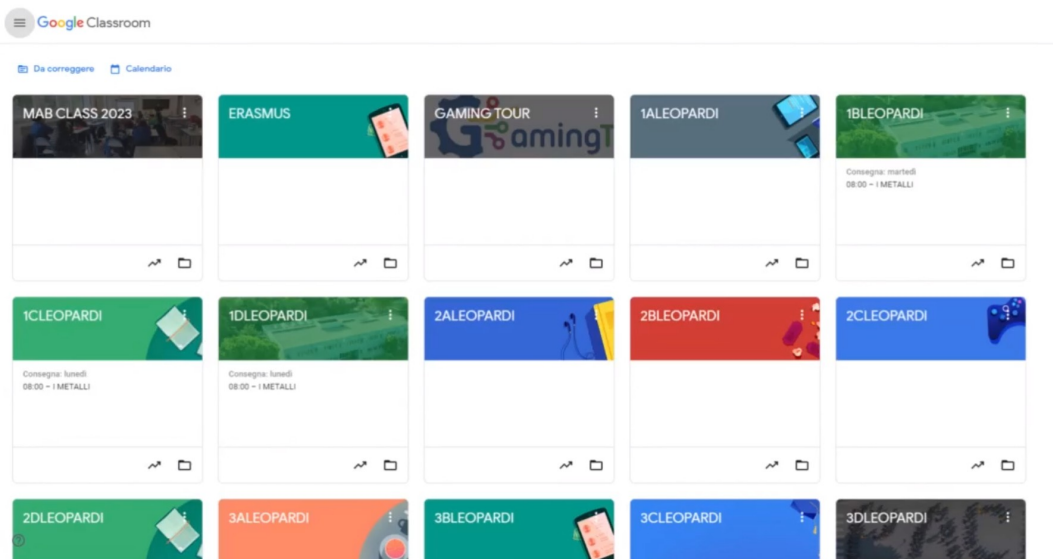 Google Classroom
Da correggere Calendario
MAB CLASS 2023
ERASMUS
GAMING TOUR
GamingT
1ALEOPARDI
1BLEOPARDI
Consegna: martedì
08:00 – I METALLI
1CLEOPARDI
Consegna: lunedì
08:00 – I METALLI
1DLEOPARDI
Consegna: lunedì
08:00 – I METALLI
2ALEOPARDI
2BLEOPARDI
2CLEOPARDI
2DLEOPARDI
3ALEOPARDI
3BLEOPARDI
3CLEOPARDI
3DLEOPARDI